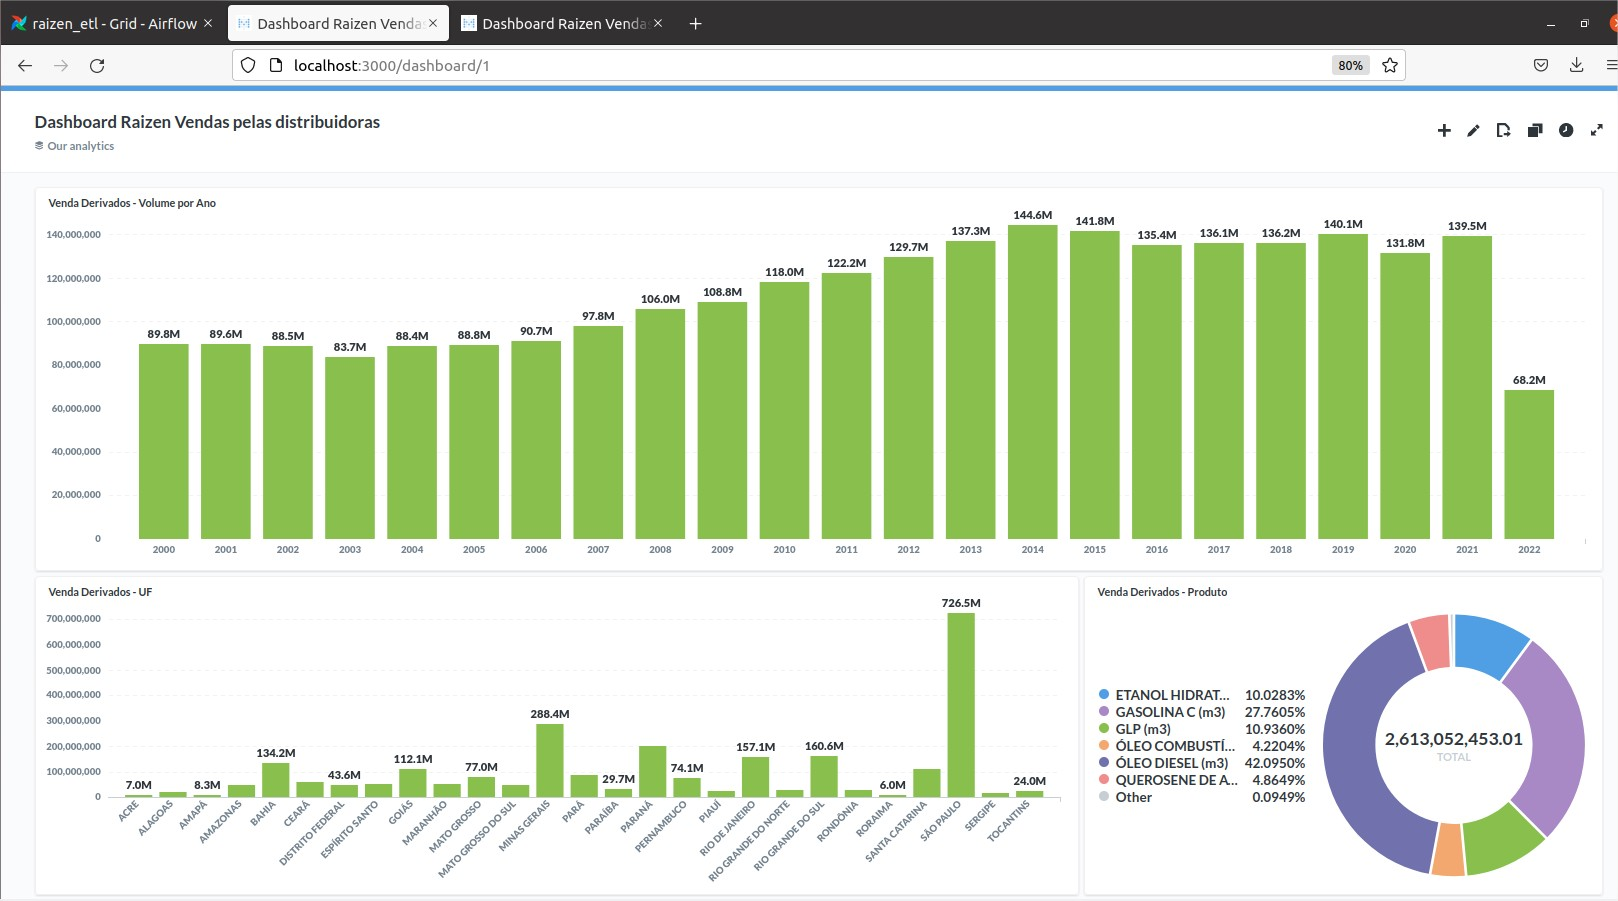 raizen_etl - Grid - Airflow
Dashboard Raizen Venda
Dashboard Raizen Venda
localhost:3000/dashboard/1
80%
Dashboard Raizen Vendas pelas distribuidoras
Our analytics
Venda Derivados - Volume por Ano
140,000,000
120,000,000
100,000,000
80,000,000
60,000,000
40,000,000
20,000,000
0
89.8M 89.6M 88.5M 83.7M 88.4M 88.8M 90.7M 97.8M 106.0M 108.8M 118.0M 122.2M 129.7M 137.3M 144.6M 141.8M 135.4M 136.1M 136.2M 140.1M 131.8M 139.5M 68.2M
2000 2001 2002 2003 2004 2005 2006 2007 2008 2009 2010 2011 2012 2013 2014 2015 2016 2017 2018 2019 2020 2021 2022
Venda Derivados - UF
700,000,000
600,000,000
500,000,000
400,000,000
300,000,000
200,000,000
100,000,000
0
7.0M 8.3M 134.2M 43.6M 112.1M 77.0M 288.4M 29.7M 74.1M 157.1M 160.6M 6.0M 726.5M 24.0M
ACRE
ALAGOAS
AMAPÁ
AMAZONAS
BAHIA
CEARÁ
DISTRITO FEDERAL
ESPÍRITO SANTO
GOIÁS
MARANHÃO
MATO GROSSO
MATO GROSSO DO SUL
MINAS GERAIS
PARÁ
PARAÍBA
PARANÁ
PERNAMBUCO
PIAUÍ
RIO DE JANEIRO
RIO GRANDE DO NORTE
RIO GRANDE DO SUL
RONDÔNIA
RORAIMA
SANTA CATARINA
SÃO PAULO
SERGIPE
TOCANTINS
Venda Derivados - Produto
ETANOL HIDRAT... 10.0283%
GASOLINA C (m3) 27.7605%
GLP (m3) 10.9360%
ÓLEO COMBUSTÍ... 4.2204%
ÓLEO DIESEL (m3) 42.0950%
QUEROSENE DE A... 4.8649%
Other 0.0949%
2,613,052,453.01
TOTAL